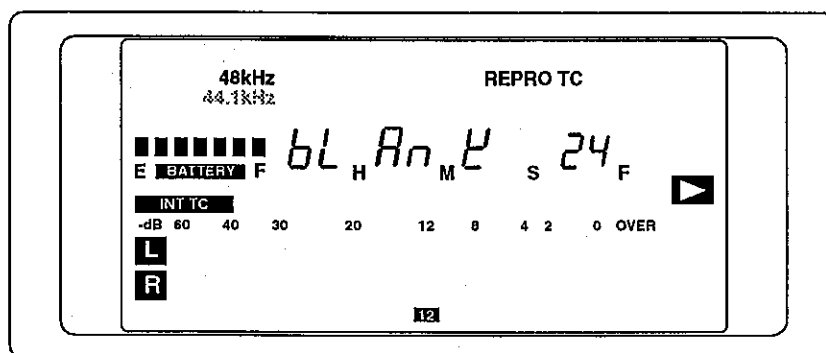 48kHz REPRO TC
44.1kHz
bL H An M Y S 24 F
E BATTERY F
INT TC
-dB 60 40 30 20 12 8 4 2 0 OVER
L
R
12